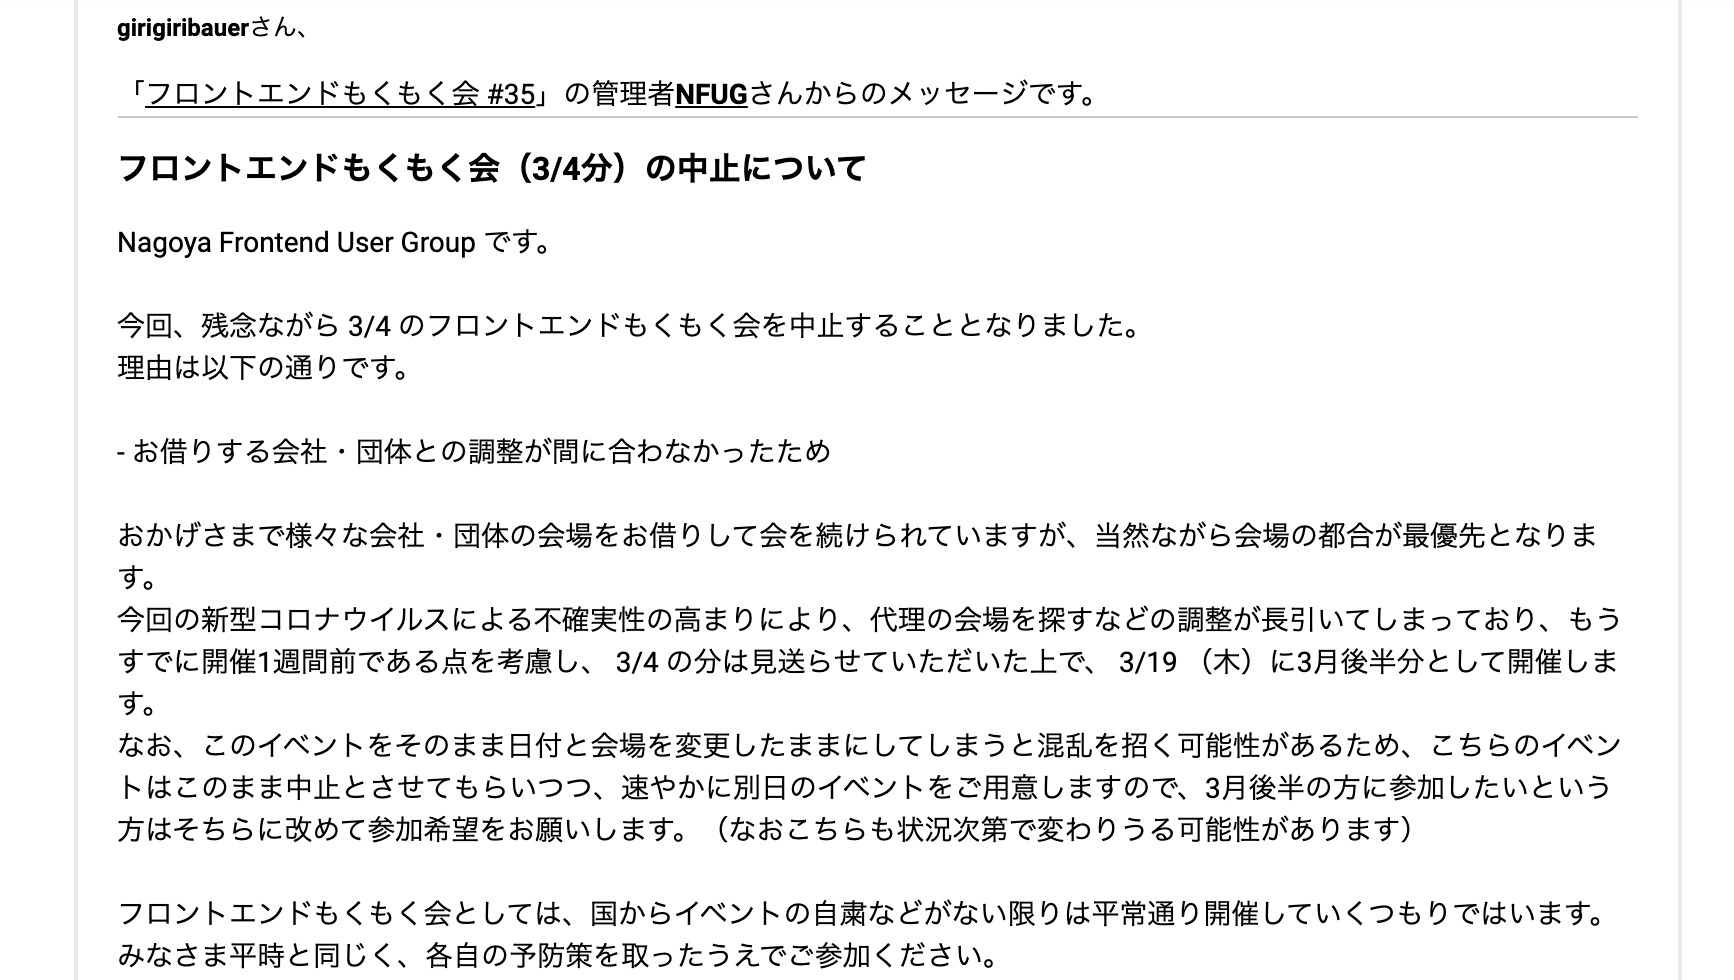 girigiribauerさん、
「フロントエンドもくもく会 #35」の管理者NFUGさんからのメッセージです。
フロントエンドもくもく会（3/4分）の中止について
Nagoya Frontend User Group です。
今回、残念ながら 3/4 のフロントエンドもくもく会を中止することとなりました。
理由は以下の通りです。
- お借りする会社・団体との調整が間に合わなかったため
おかげさまで様々な会社・団体の会場をお借りして会を続けられていますが、当然ながら会場の都合が最優先となりま
す。
今回の新型コロナウイルスによる不確実性の高まりにより、代理の会場を探すなどの調整が長引いてしまっており、もう
すでに開催1週間前である点を考慮し、 3/4 の分は見送らせていただいた上で、 3/19 （木）に3月後半分として開催しま
す。
なお、このイベントをそのまま日付と会場を変更したままにしてしまうと混乱を招く可能性があるため、こちらのイベン
トはこのまま中止とさせてもらいつつ、速やかに別日のイベントをご用意しますので、3月後半の方に参加したいという
方はそちらに改めて参加希望をお願いします。（なおこちらも状況次第で変わりうる可能性があります）
フロントエンドもくもく会としては、国からイベントの自粛などがない限りは平常通り開催していくつもりではいます。
みなさま平時と同じく、各自の予防策を取ったうえでご参加ください。